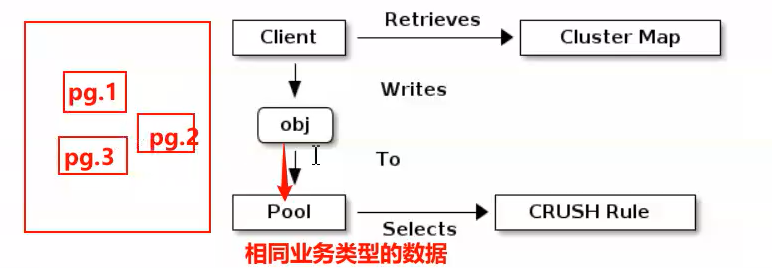 Retrieves
Client
Cluster Map
pg.1
Writes
obj
pg.2
pg.3
To
Pool
CRUSH Rule
Selects
相同业务类型的数据